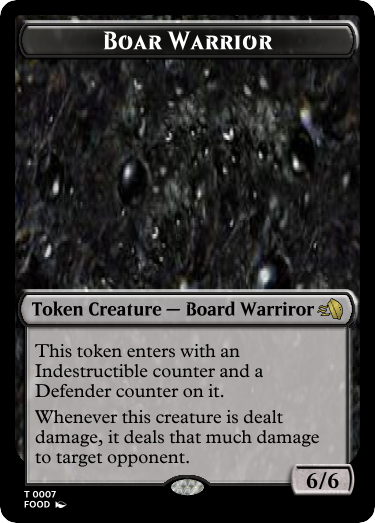 Boar Warrior
Token Creature — Board Warriror
This token enters with an
Indestructible counter and a
Defender counter on it.
Whenever this creature is dealt
damage, it deals that much damage
to target opponent.
6/6
T 0007
FOOD